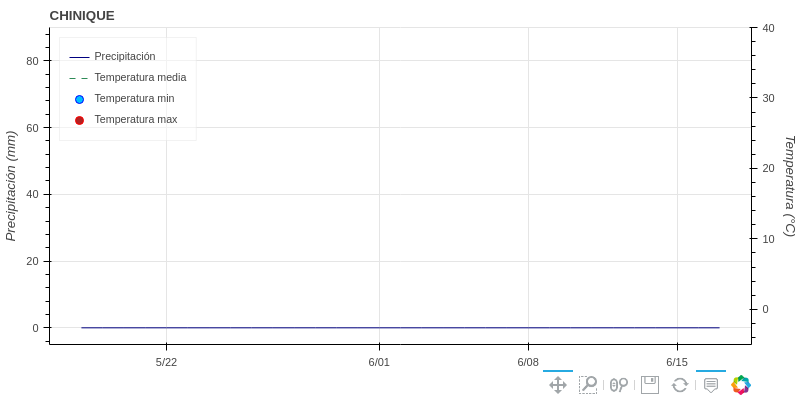 CHINIQUE
Precipitación
Temperatura media
Temperatura min
Temperatura max
Precipitación (mm)
80
60
40
20
0
40
30
20
10
0
Temperatura (°C)
5/22
6/01
6/08
6/15